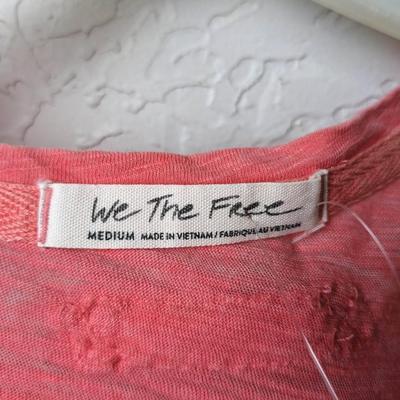 We The Free
MEDIUM MADE IN VIETNAM / FABRIQUÉ AU VIETNAM